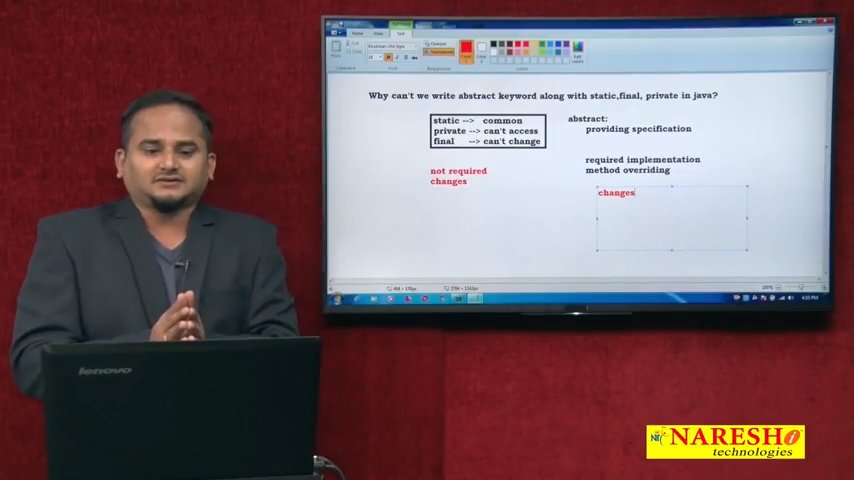 Why can't we write abstract keyword along with static,final, private in java?
static --> common
private --> can't access
final --> can't change
not required
changes
abstract:
providing specification
required implementation
method overriding
changes
lenovo
NARESH i
technologies